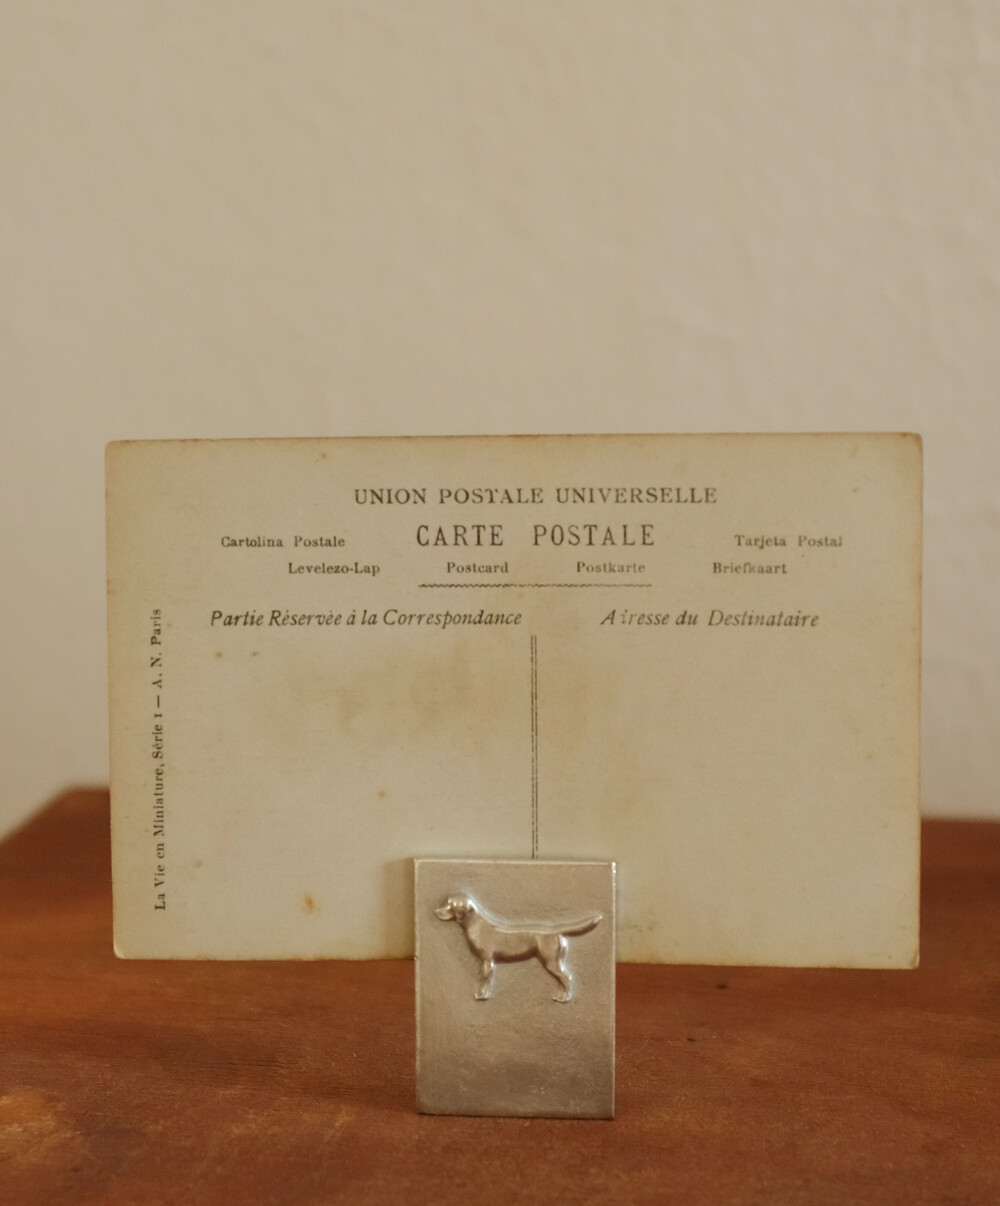 UNION POSTALE UNIVERSELLE
Cartolina Postale CARTE POSTALE Tarjeta Postal
Levelezo-Lap Postcard Postkarte Briefkaart
Partie Réservée à la Correspondance
Adresse du Destinataire
La Vie en Miniature, Série 1 — A. N. Paris